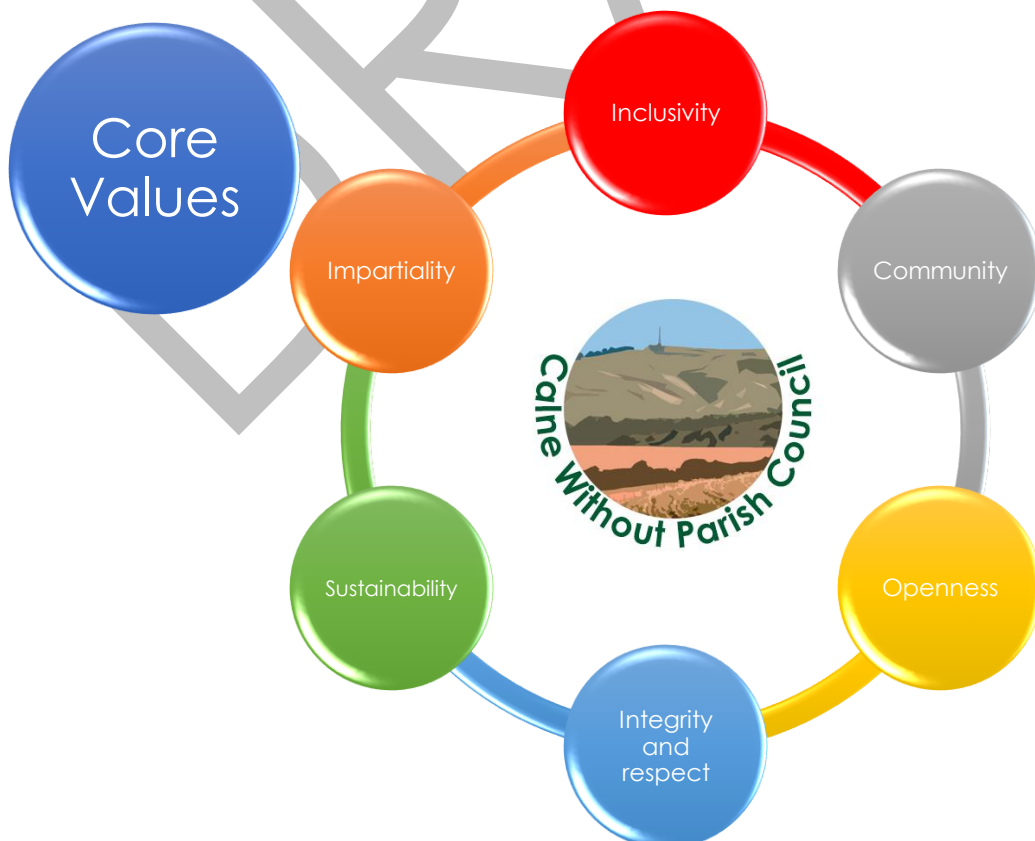 Core
Values
Inclusivity
Community
Openness
Integrity
and
respect
Sustainability
Impartiality
Calne Without Parish Council